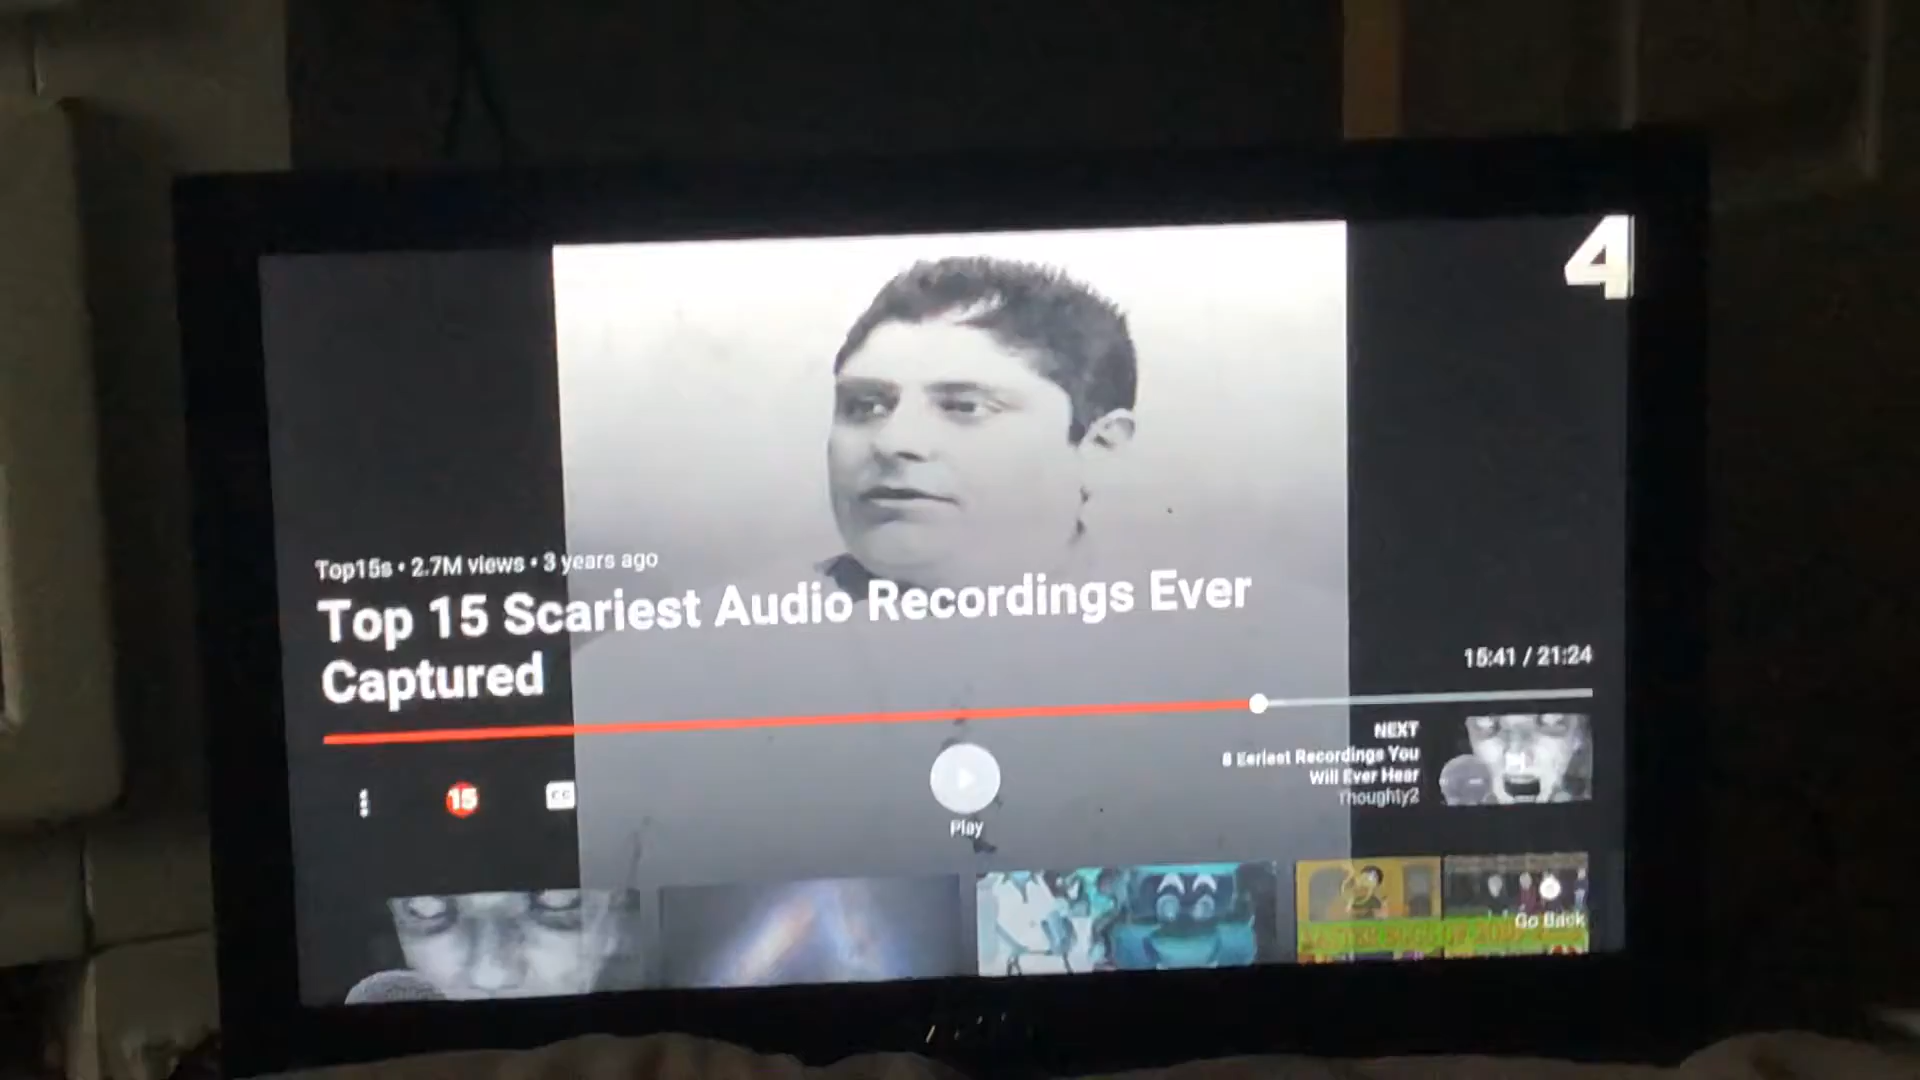 4
Top15s • 2.7M views • 3 years ago
Top 15 Scariest Audio Recordings Ever
Captured
15:41 / 21:24
NEXT
8 Eeriest Recordings You
Will Ever Hear
Thoughty2
15
CC
Play
Go Back